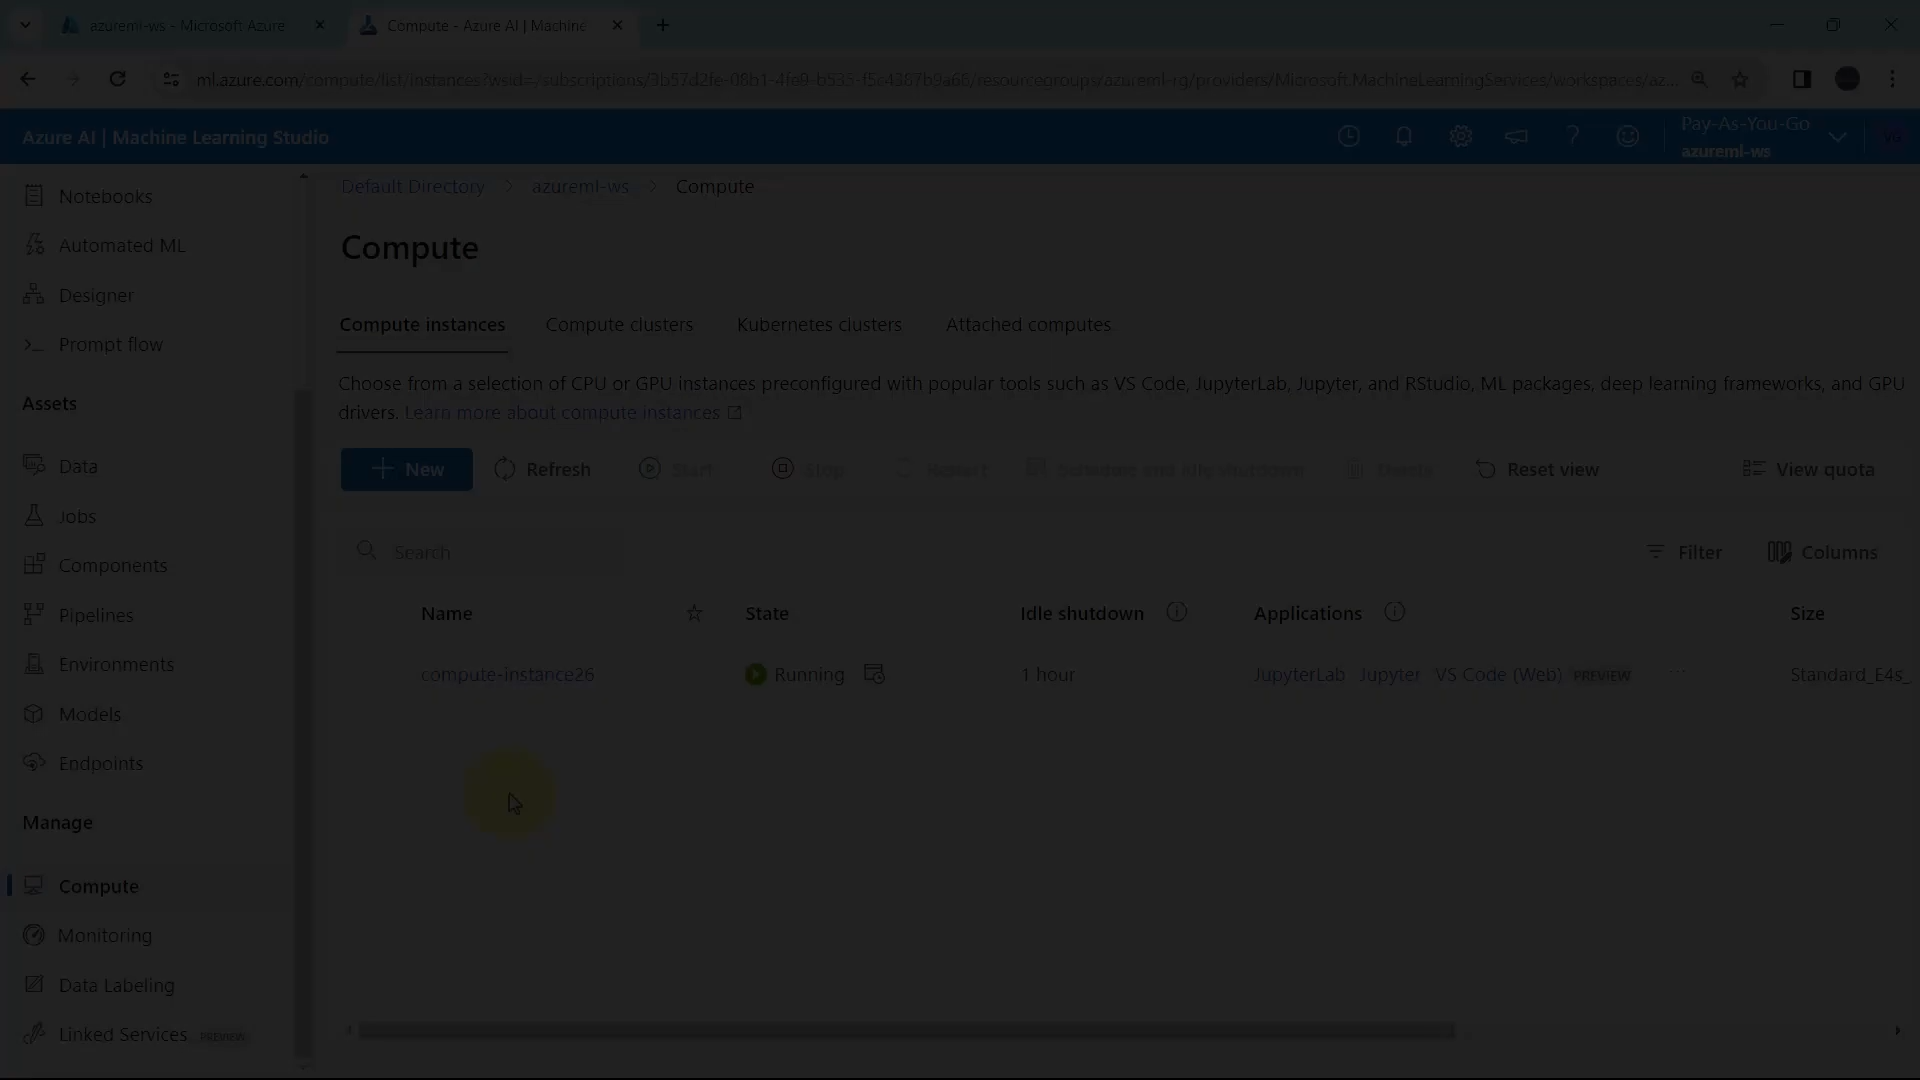 azureml-ws - Microsoft Azure
Compute - Azure AI | Machine
ml.azure.com/compute/list/instances?wsid=/subscriptions/3b57d2fe-08b1-4fe9-b535-f5c4387b9a66/resourcegroups/azureml-rg/providers/Microsoft.MachineLearningServices/workspaces/az...
Azure AI | Machine Learning Studio
Pay-As-You-Go
azureml-ws
Notebooks
Automated ML
Designer
Prompt flow
Assets
Data
Jobs
Components
Pipelines
Environments
Models
Endpoints
Manage
Compute
Monitoring
Data Labeling
Linked Services PREVIEW
Default Directory > azureml-ws > Compute
Compute
Compute instances Compute clusters Kubernetes clusters Attached computes
Choose from a selection of CPU or GPU instances preconfigured with popular tools such as VS Code, JupyterLab, Jupyter, and RStudio, ML packages, deep learning frameworks, and GPU
drivers. Learn more about compute instances
New Refresh Start Stop Restart Schedule and idle shutdown Delete Reset view View quota
Search
Filter Columns
Name State Idle shutdown Applications Size
compute-instance26 Running 1 hour JupyterLab Jupyter VS Code (Web) PREVIEW ... Standard_E4s_